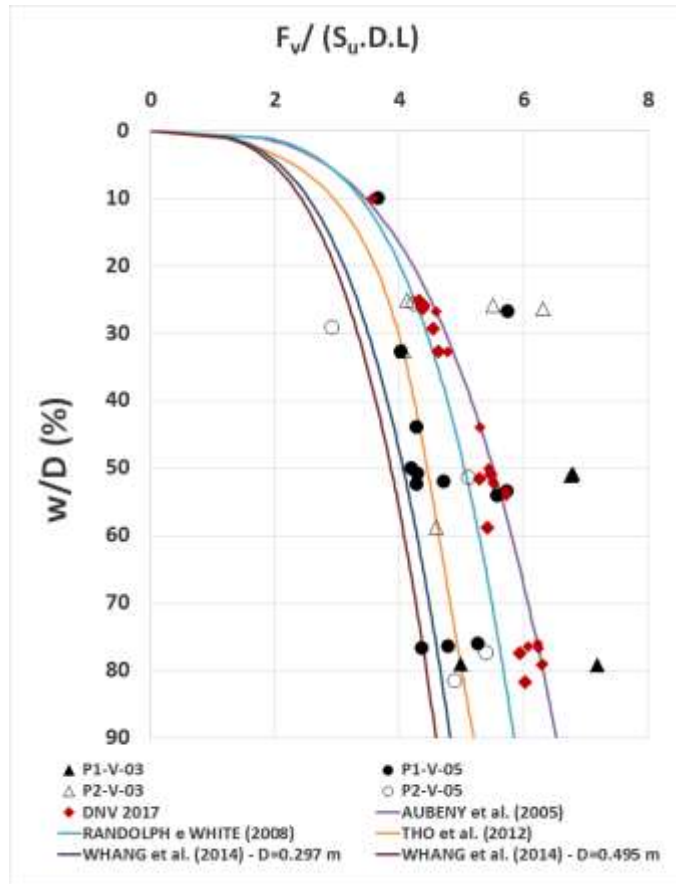 Fv/ (Su.D.L)
0 2 4 6 8
0
10
20
30
40
50
60
70
80
90
w/D (%)
▲ P1-V-03 ● P1-V-05
△ P2-V-03 ○ P2-V-05
◆ DNV 2017 AUBENY et al. (2005)
RANDOLPH e WHITE (2008) THO et al. (2012)
WHANG et al. (2014) - D=0.297 m WHANG et al. (2014) - D=0.495 m